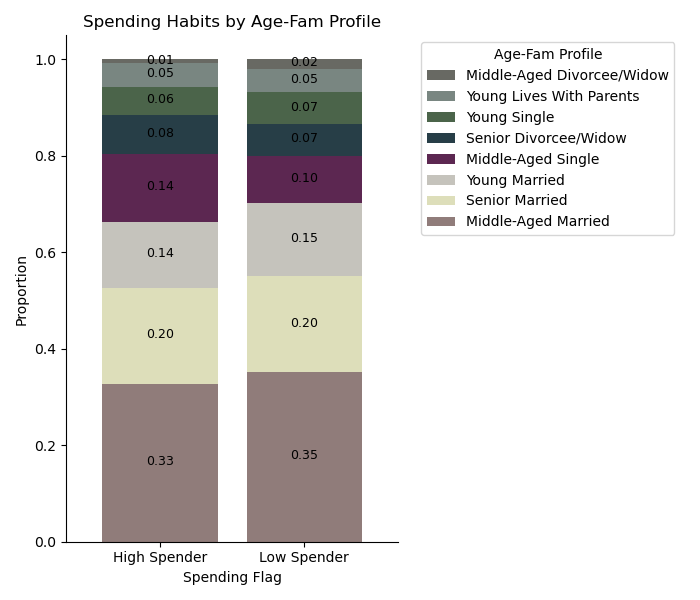 Spending Habits by Age-Fam Profile
Proportion
1.0
0.8
0.6
0.4
0.2
0.0
0.01
0.05
0.06
0.08
0.14
0.14
0.20
0.33
0.02
0.05
0.07
0.07
0.10
0.15
0.20
0.35
High Spender
Low Spender
Spending Flag
Age-Fam Profile
Middle-Aged Divorcee/Widow
Young Lives With Parents
Young Single
Senior Divorcee/Widow
Middle-Aged Single
Young Married
Senior Married
Middle-Aged Married